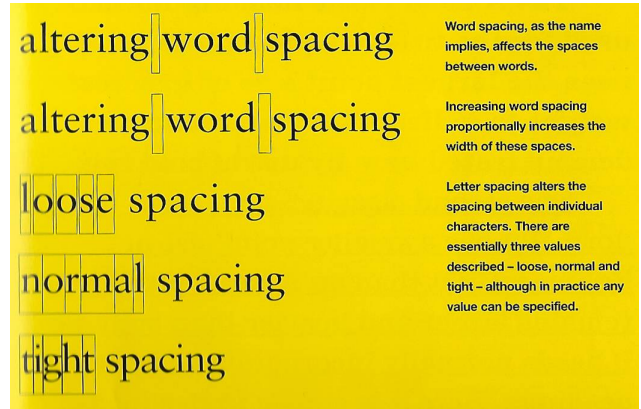 altering word spacing
Word spacing, as the name
implies, affects the spaces
between words.
altering word spacing
Increasing word spacing
proportionally increases the
width of these spaces.
loose spacing
normal spacing
tight spacing
Letter spacing alters the
spacing between individual
characters. There are
essentially three values
described – loose, normal and
tight – although in practice any
value can be specified.